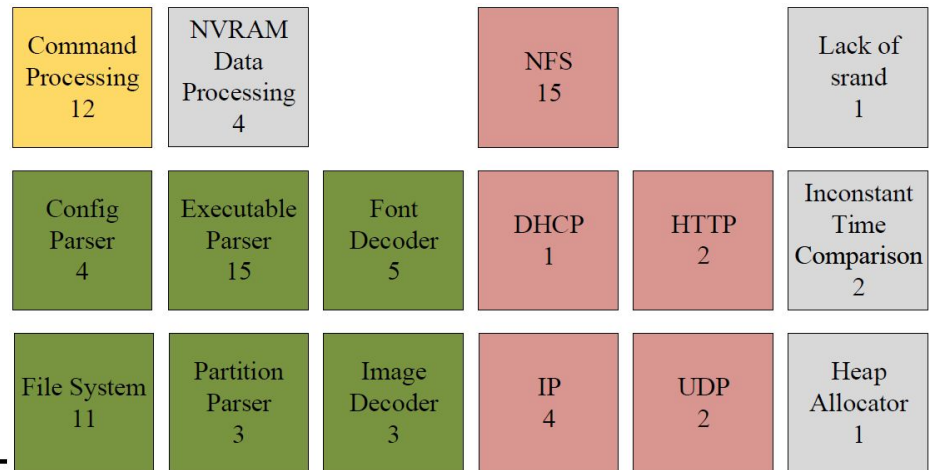 Command
Processing
12
NVRAM
Data
Processing
4
NFS
15
Lack of
srand
1
Config
Parser
4
Executable
Parser
15
Font
Decoder
5
DHCP
1
HTTP
2
Inconstant
Time
Comparison
2
File System
11
Partition
Parser
3
Image
Decoder
3
IP
4
UDP
2
Heap
Allocator
1